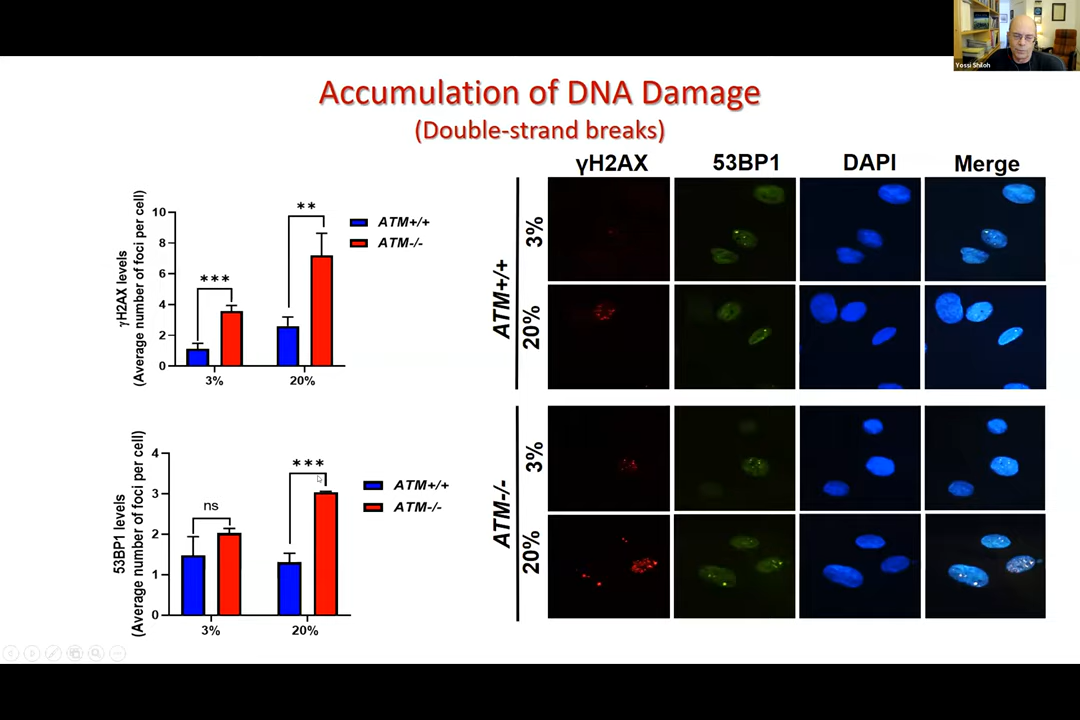 Yossi Shiloh
Accumulation of DNA Damage
(Double-strand breaks)
γH2AX levels
(Average number of foci per cell)
10
8
6
4
2
0
***
**
3%
20%
ATM+/+
ATM-/-
53BP1 levels
(Average number of foci per cell)
4
3
2
1
0
ns
***
3%
20%
ATM+/+
ATM-/-
γH2AX 53BP1 DAPI Merge
ATM+/+
3%
20%
ATM-/-
3%
20%